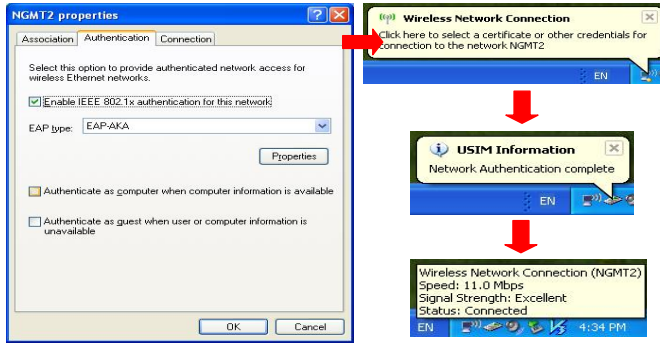 NGMT2 properties
Association Authentication Connection
Select this option to provide authenticated network access for
wireless Ethernet networks.
Enable IEEE 802.1x authentication for this network
EAP type: EAP-AKA
Properties
Authenticate as computer when computer information is available
Authenticate as guest when user or computer information is
unavailable
OK Cancel
Wireless Network Connection
Click here to select a certificate or other credentials for
connection to the network NGMT2
EN
USIM Information
Network Authentication complete
EN
Wireless Network Connection (NGMT2)
Speed: 11.0 Mbps
Signal Strength: Excellent
Status: Connected
EN 4:34 PM